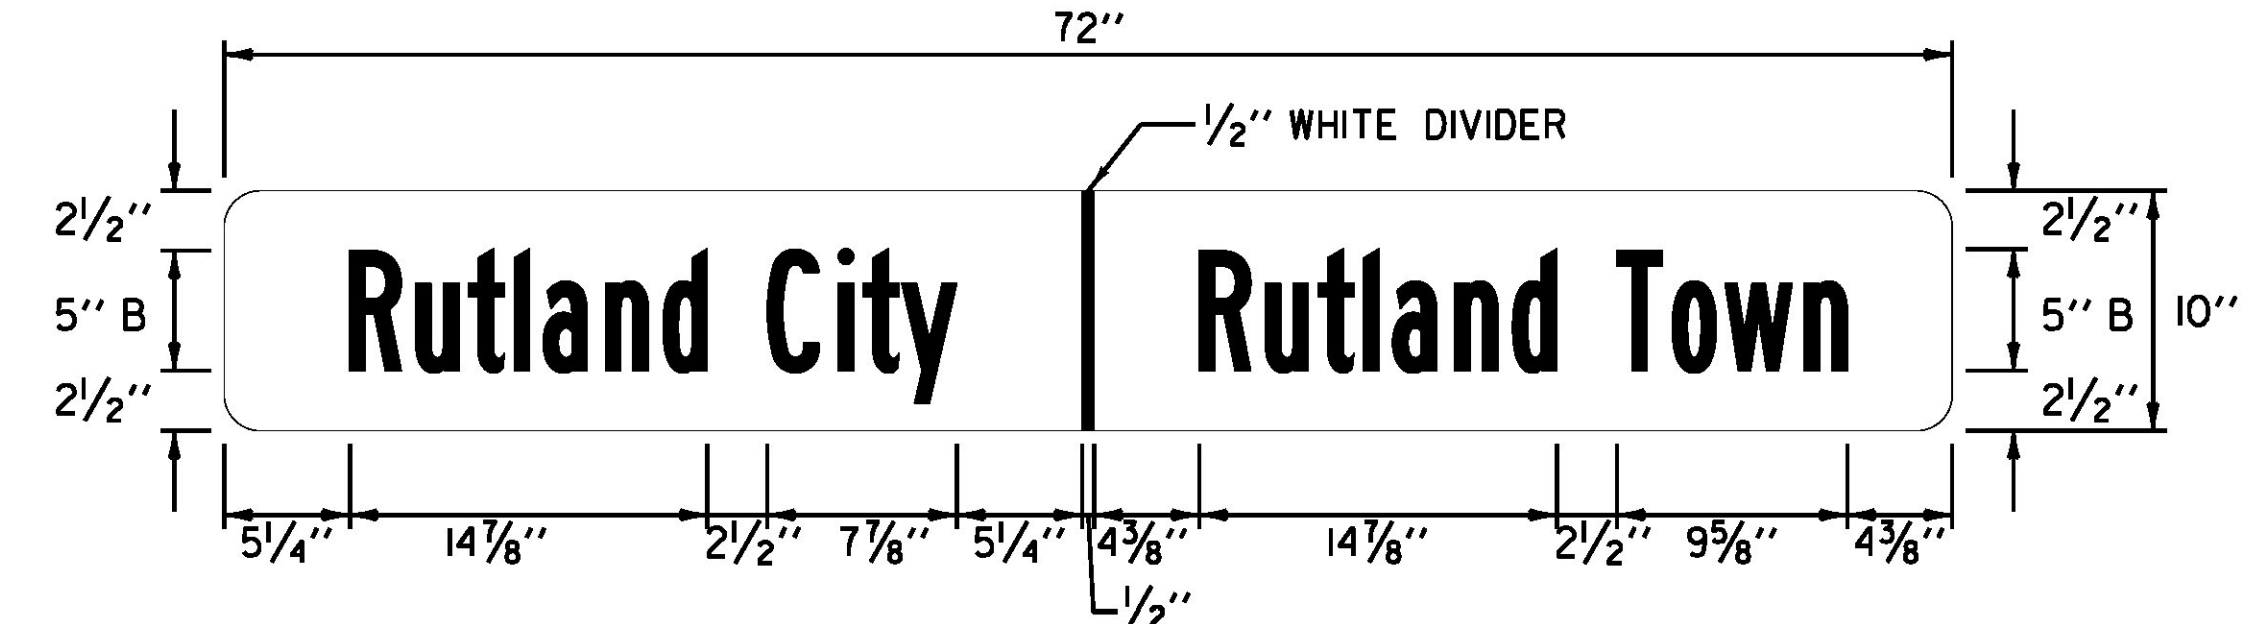 72"
1/2" WHITE DIVIDER
2 1/2" 2 1/2"
Rutland City Rutland Town
5" B 5" B 10"
2 1/2" 2 1/2"
5 1/4" 14 7/8" 2 1/2" 7 7/8" 5 1/4" 4 3/8" 14 7/8" 2 1/2" 9 5/8" 4 3/8"
1/2"